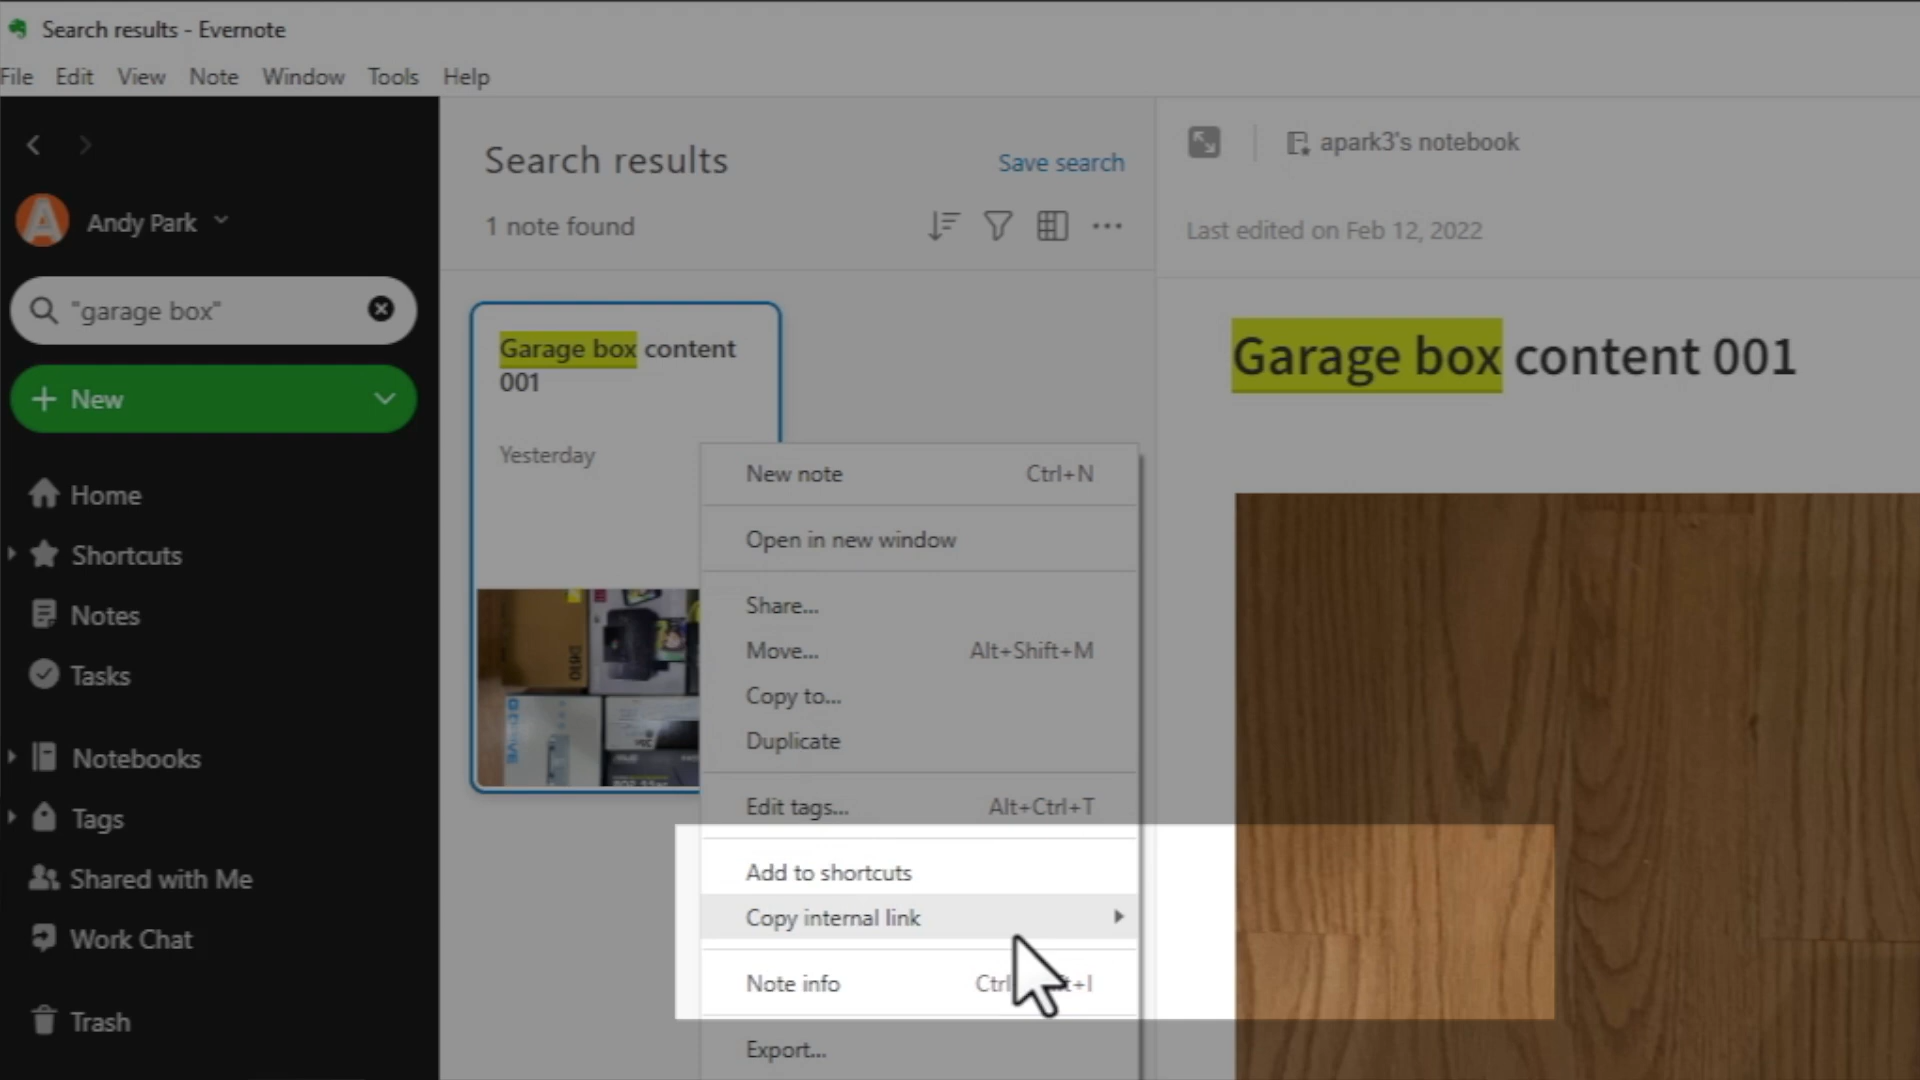 Search results - Evernote
File Edit View Note Window Tools Help
Andy Park
"garage box"
New
Home
Shortcuts
Notes
Tasks
Notebooks
Tags
Shared with Me
Work Chat
Trash
Search results
Save search
1 note found
Garage box content
001
Yesterday
New note Ctrl+N
Open in new window
Share...
Move... Alt+Shift+M
Copy to...
Duplicate
Edit tags... Alt+Ctrl+T
Add to shortcuts
Copy internal link
Note info
Export...
apark3's notebook
Last edited on Feb 12, 2022
Garage box content 001